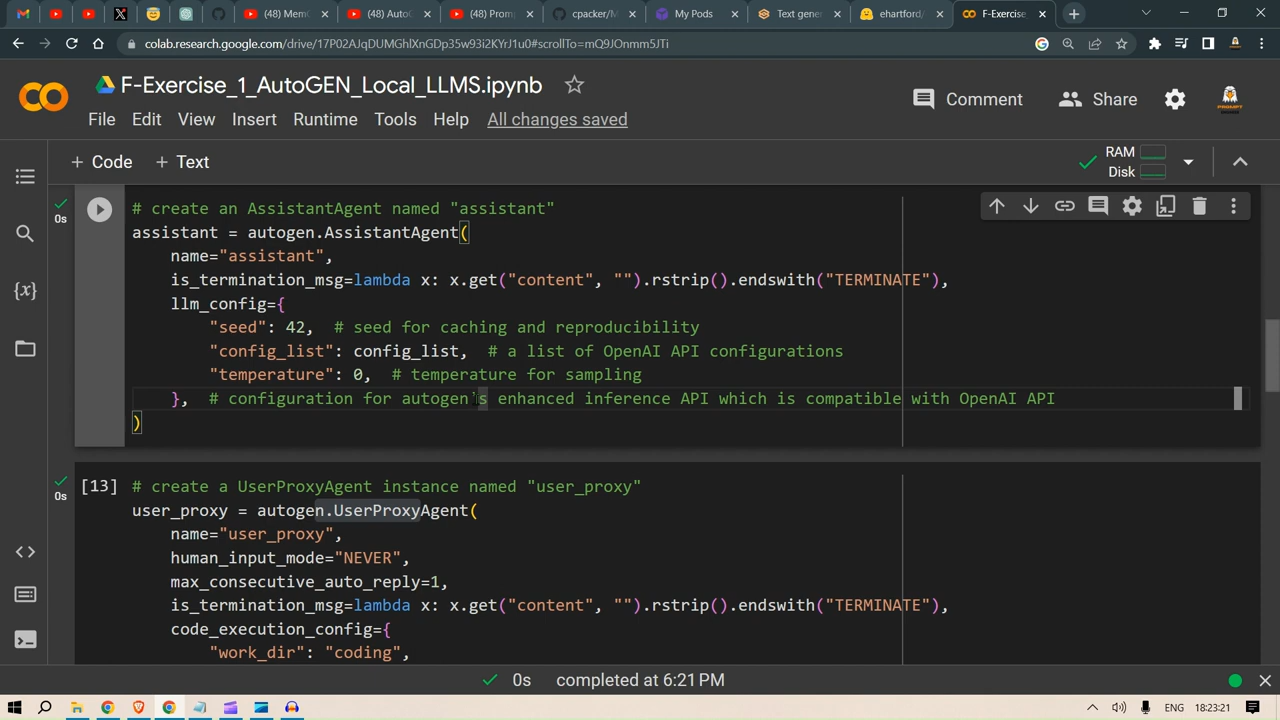 (48) MemC
(48) AutoC
(48) Promp
cpacker/M
My Pods
Text gener
ehartford/
F-Exercise_
colab.research.google.com/drive/17P02AJqDUMGhlXnGDp35w93i2KYrJ1u0#scrollTo=mQ9JOnmm5JTi
F-Exercise_1_AutoGEN_Local_LLMS.ipynb
Comment
Share
File Edit View Insert Runtime Tools Help All changes saved
+ Code + Text
RAM
Disk
0s
# create an AssistantAgent named "assistant"
assistant = autogen.AssistantAgent(
name="assistant",
is_termination_msg=lambda x: x.get("content", "").rstrip().endswith("TERMINATE"),
llm_config={
"seed": 42,  # seed for caching and reproducibility
"config_list": config_list,  # a list of OpenAI API configurations
"temperature": 0,  # temperature for sampling
},  # configuration for autogen's enhanced inference API which is compatible with OpenAI API
)
0s
[13]
# create a UserProxyAgent instance named "user_proxy"
user_proxy = autogen.UserProxyAgent(
name="user_proxy",
human_input_mode="NEVER",
max_consecutive_auto_reply=1,
is_termination_msg=lambda x: x.get("content", "").rstrip().endswith("TERMINATE"),
code_execution_config={
"work_dir": "coding",
0s completed at 6:21 PM
ENG 18:23:21